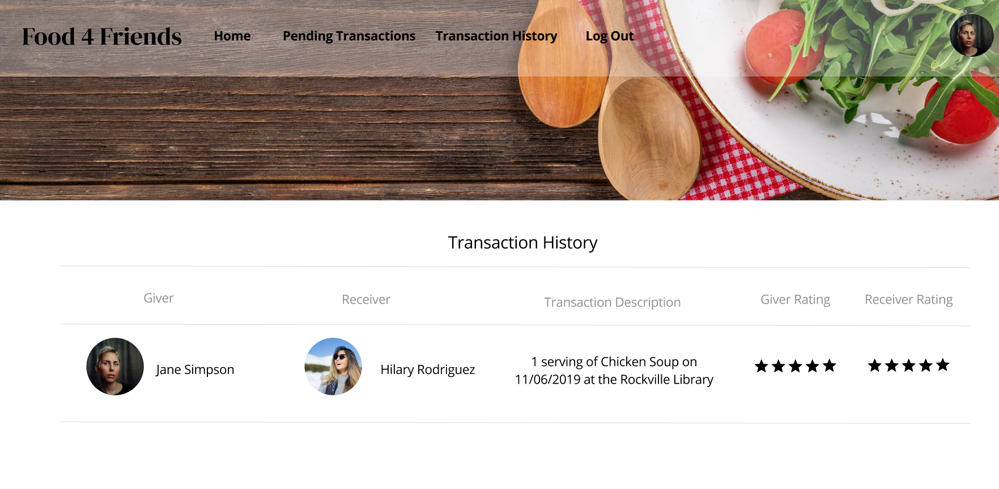 Food 4 Friends Home Pending Transactions Transaction History Log Out
Transaction History
Giver Receiver Transaction Description Giver Rating Receiver Rating
Jane Simpson Hilary Rodriguez 1 serving of Chicken Soup on
11/06/2019 at the Rockville Library